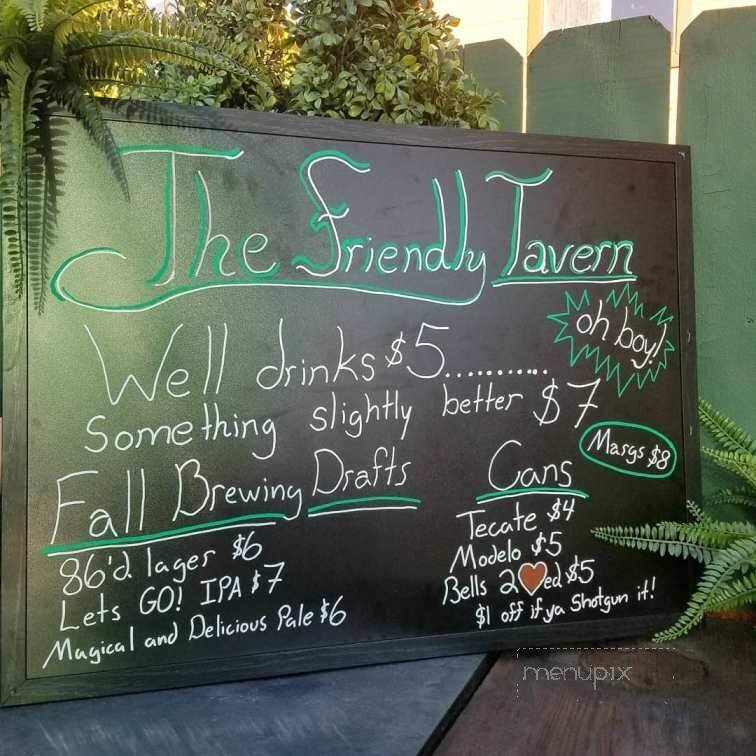 The Friendly Tavern
oh boy!
Well drinks $5...........
Something slightly better $7
Margs $8
Fall Brewing Drafts
86'd lager $6
Lets GO! IPA $7
Magical and Delicious Pale $6
Cans
Tecate $4
Modelo $5
Bells 2❤ed $5
$1 off if ya Shotgun it!
menupix